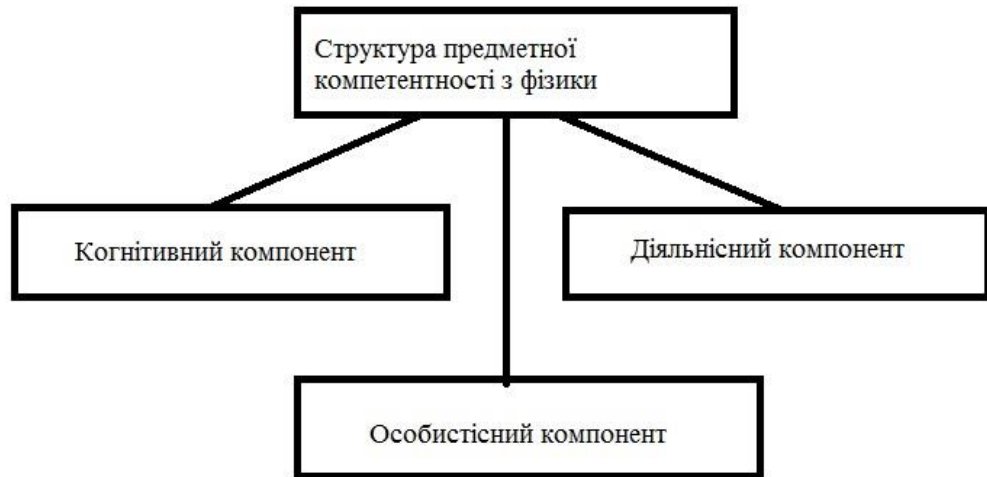 Структура предметної
компетентності з фізики
Когнітивний компонент
Діяльнісний компонент
Особистісний компонент